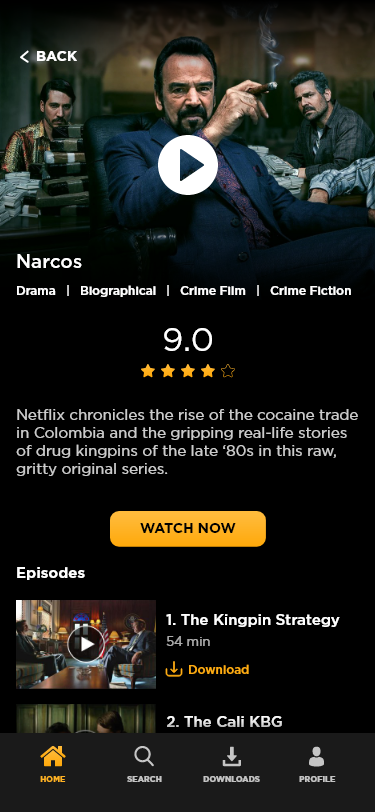 BACK
Narcos
Drama | Biographical | Crime Film | Crime Fiction
9.0
Netflix chronicles the rise of the cocaine trade
in Colombia and the gripping real-life stories
of drug kingpins of the late ‘80s in this raw,
gritty original series.
WATCH NOW
Episodes
1. The Kingpin Strategy
54 min
Download
2. The Cali KBG
HOME
SEARCH
DOWNLOADS
PROFILE